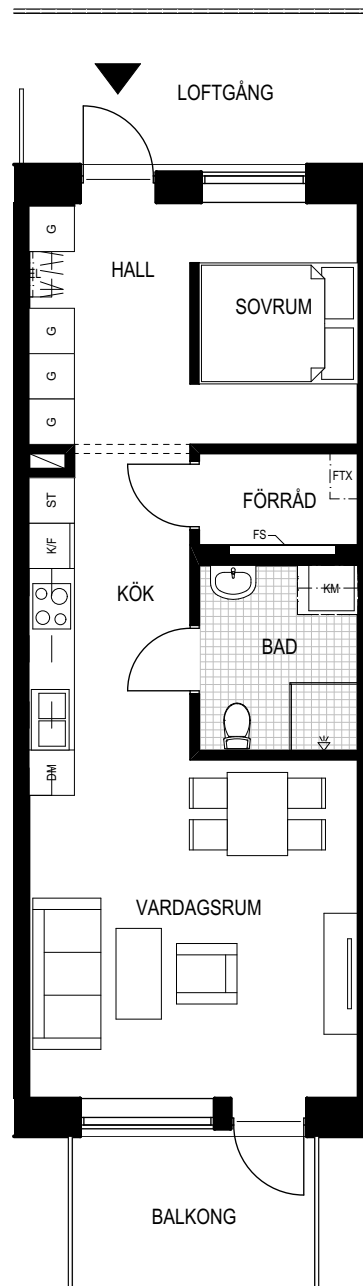 LOFTGÅNG
G
HALL
SOVRUM
G
G
G
FTX
ST
FÖRRÅD
FS
K/F
KM
KÖK
BAD
DM
VARDAGSRUM
BALKONG